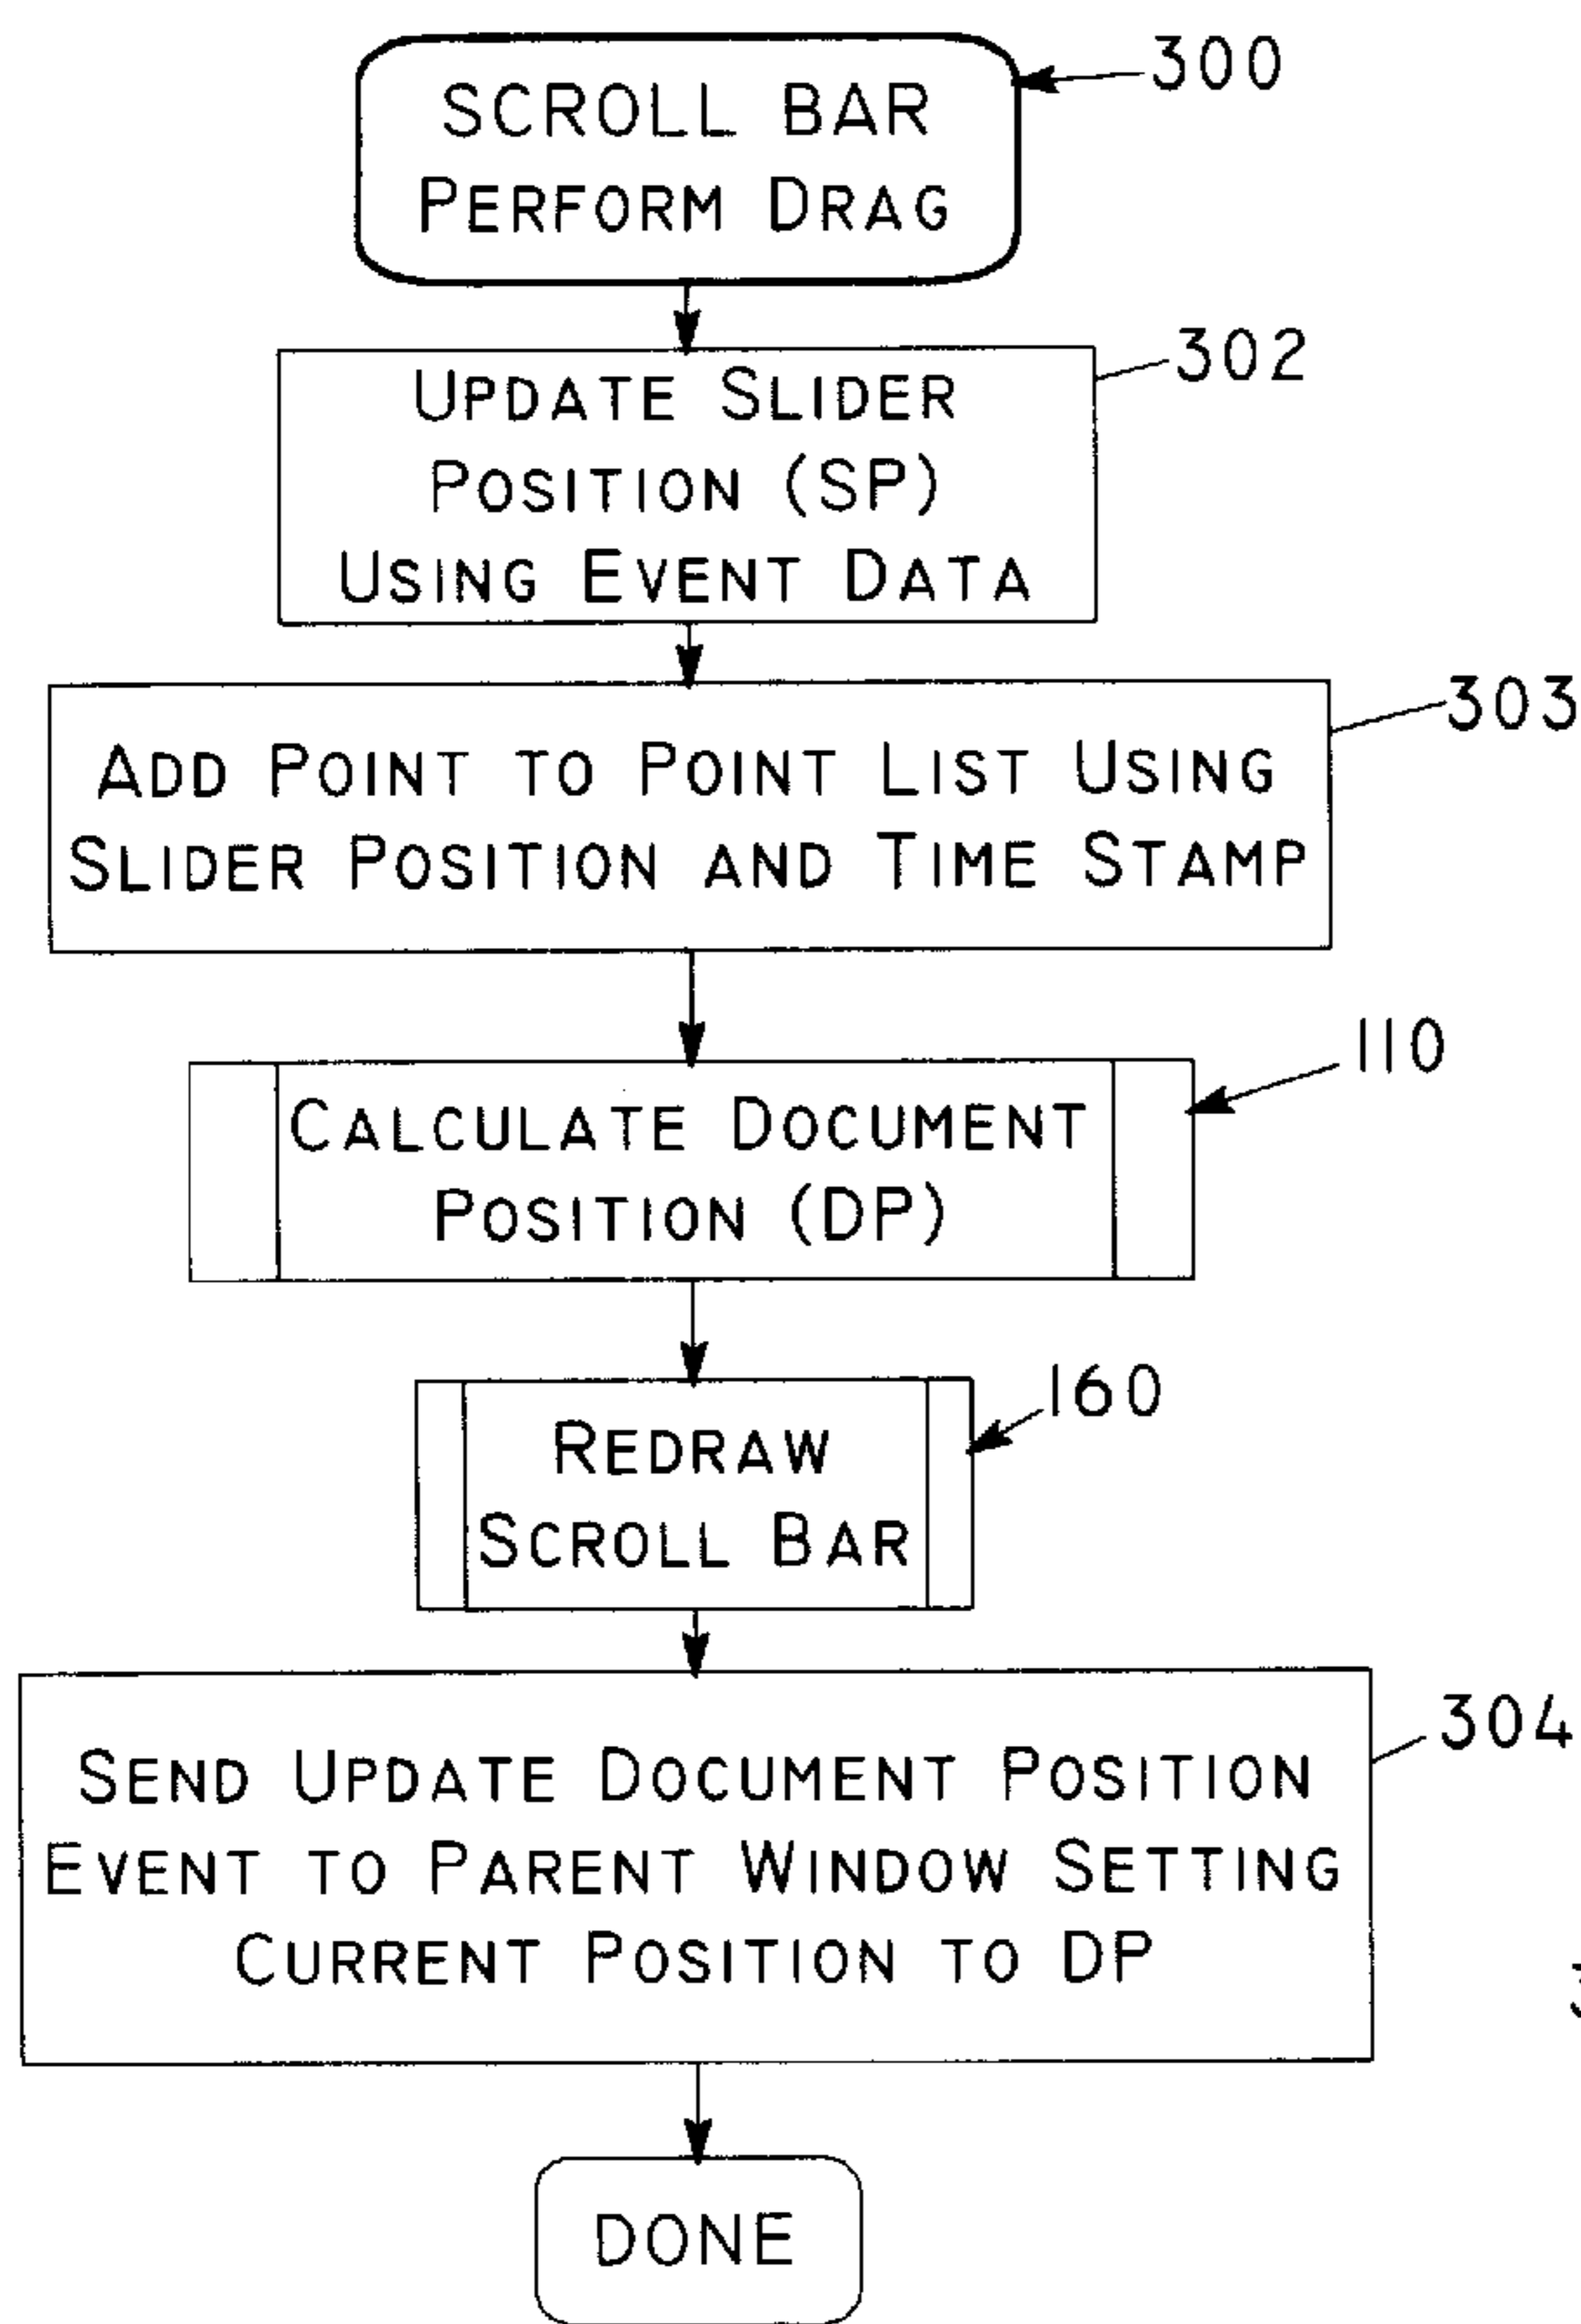 SCROLL BAR
PERFORM DRAG
300
UPDATE SLIDER
POSITION (SP)
USING EVENT DATA
302
ADD POINT TO POINT LIST USING
SLIDER POSITION AND TIME STAMP
303
CALCULATE DOCUMENT
POSITION (DP)
110
REDRAW
SCROLL BAR
160
SEND UPDATE DOCUMENT POSITION
EVENT TO PARENT WINDOW SETTING
CURRENT POSITION TO DP
304
DONE